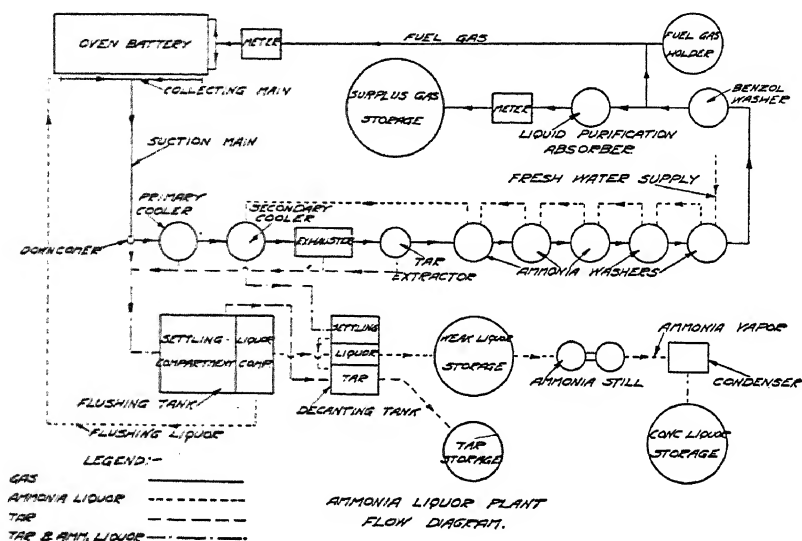 OVEN BATTERY
METER
FUEL GAS
FUEL GAS
HOLDER
COLLECTING MAIN
SURPLUS GAS
STORAGE
METER
BENZOL
WASHER
LIQUID PURIFICATION
ABSORBER
SUCTION MAIN
FRESH WATER
SUPPLY
PRIMARY
COOLER
SECONDARY
COOLER
DOWNCOMER
EXHAUSTER
TAR
EXTRACTOR
AMMONIA WASHERS
SETTLING
COMPARTMENT
LIQUOR
COMP.
SETTLING
LIQUOR
TAR
WEAK LIQUOR
STORAGE
AMMONIA VAPOR
AMMONIA STILL
CONDENSER
FLUSHING TANK
DECANTING TANK
FLUSHING LIQUOR
TAR
STORAGE
CONC LIQUOR
STORAGE
LEGEND:-
GAS
AMMONIA LIQUOR
TAR
TAR & AMM. LIQUOR
AMMONIA LIQUOR PLANT
FLOW DIAGRAM.